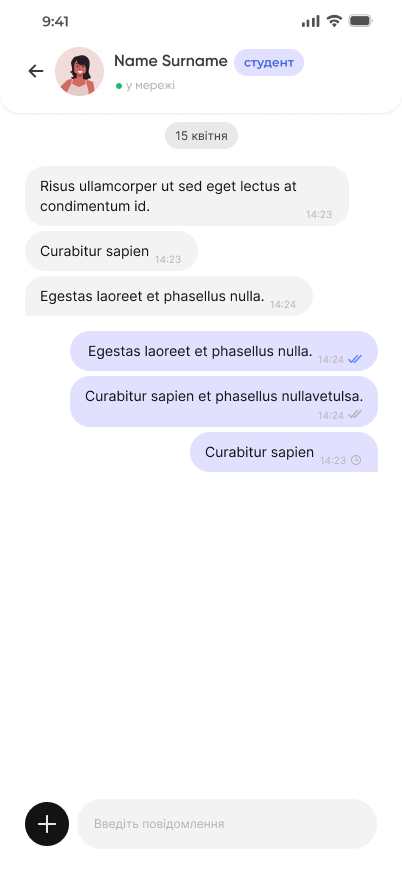 9:41
Name Surname студент
у мережі
15 квітня
Risus ullamcorper ut sed eget lectus at
condimentum id.
14:23
Curabitur sapien 14:23
Egestas laoreet et phasellus nulla. 14:24
Egestas laoreet et phasellus nulla. 14:24
Curabitur sapien et phasellus nullavetulsa.
14:24
Curabitur sapien 14:23
Введіть повідомлення